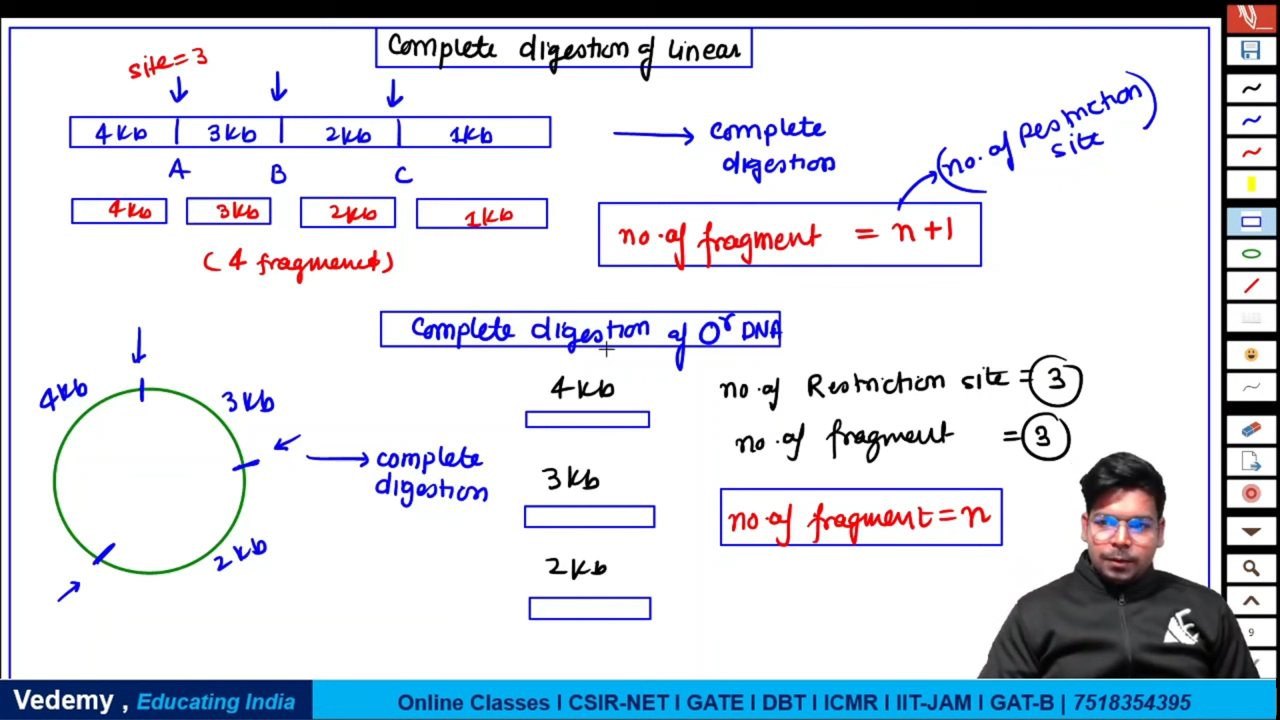 Complete digestion of linear
site=3
4kb 3kb 2kb 1kb
A B C
4kb 3kb 2kb 1kb
(4 fragment)
complete
digestion
(no. of Restriction
site)
no. of fragment = n+1
Complete digestion of Or DNA
4kb
3kb
2kb
complete
digestion
4kb
3kb
2kb
no. of Restriction site = 3
no. of fragment = 3
no. of fragment = n
9
Vedemy , Educating India
Online Classes I CSIR-NET I GATE I DBT I ICMR I IIT-JAM I GAT-B | 7518354395